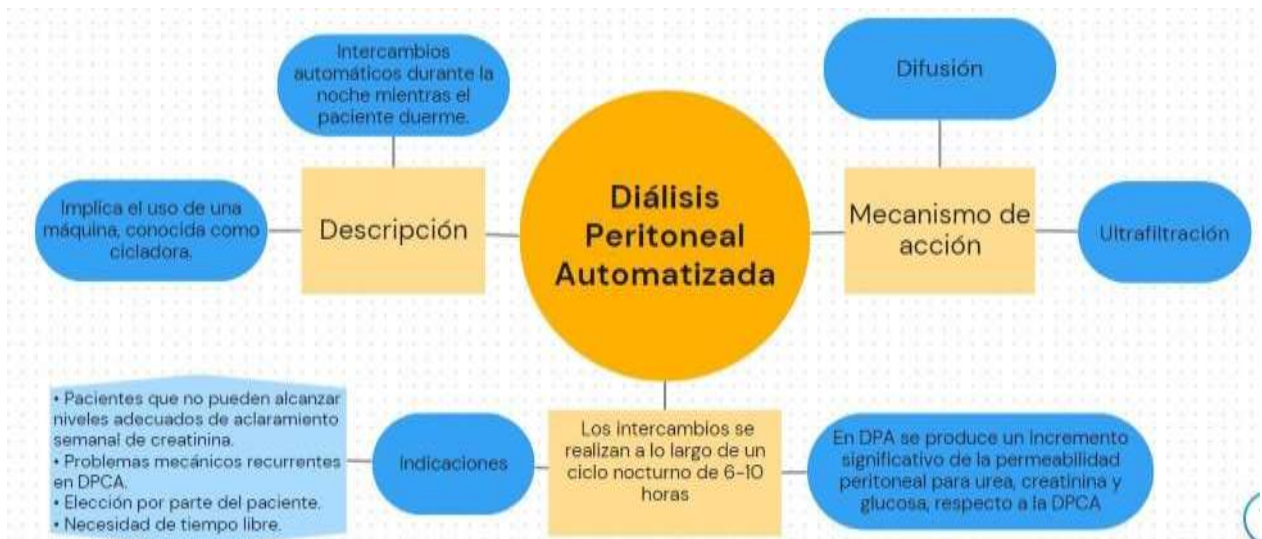 Intercambios
automáticos durante la
noche mientras el
paciente duerme.
Difusión
Implica el uso de una
máquina, conocida como
cicladora.
Descripción
Diálisis
Peritoneal
Automatizada
Mecanismo de
acción
Ultrafiltración
• Pacientes que no pueden alcanzar
niveles adecuados de aclaramiento
semanal de creatinina.
• Problemas mecánicos recurrentes
en DPCA.
• Elección por parte del paciente.
• Necesidad de tiempo libre.
Indicaciones
Los intercambios se
realizan a lo largo de un
ciclo nocturno de 6-10
horas
En DPA se produce un incremento
significativo de la permeabilidad
peritoneal para urea, creatinina y
glucosa, respecto a la DPCA